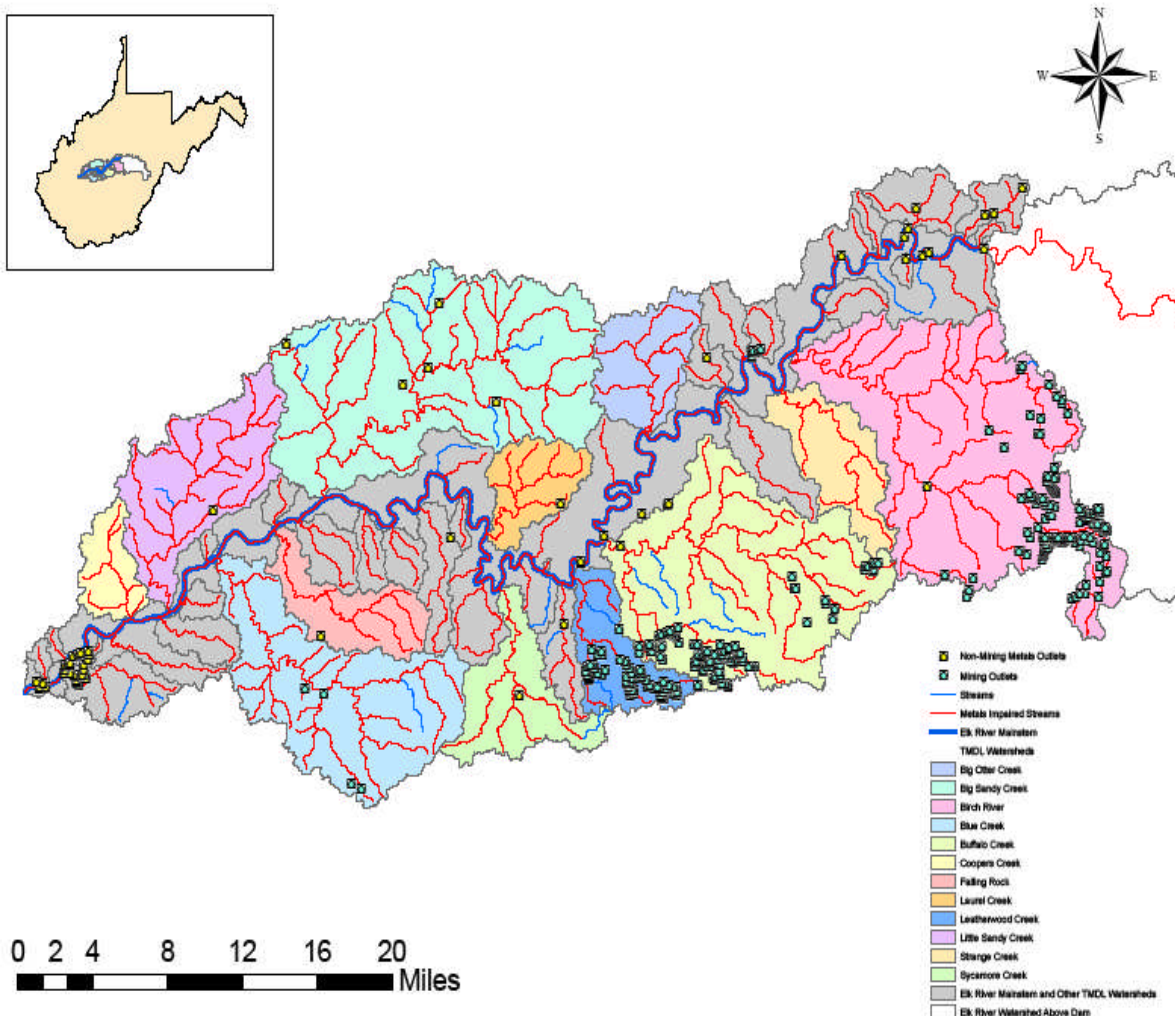 N
W E
S
Non-Mining Metals Outlets
Mining Outlets
Streams
Metals Impaired Streams
Elk River Mainstem
TMDL Watersheds
Big Otter Creek
Big Sandy Creek
Birch River
Blue Creek
Buffalo Creek
Coopers Creek
Falling Rock
Laurel Creek
Leatherwood Creek
Little Sandy Creek
Strange Creek
Sycamore Creek
Elk River Mainstem and Other TMDL Watersheds
Elk River Watershed Above Dam
0 2 4 8 12 16 20
Miles